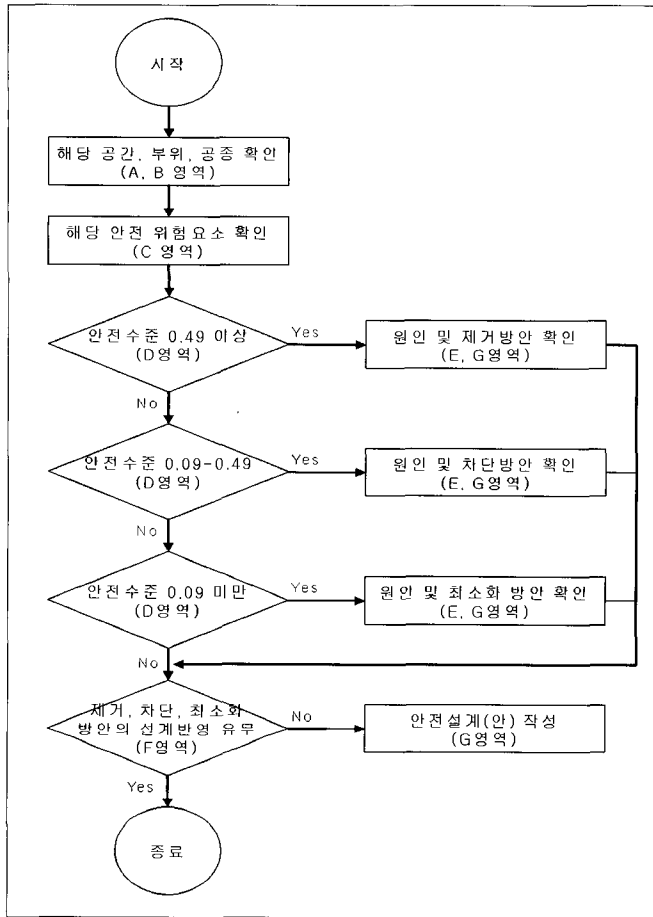 시작
해당 공간, 부위, 공종 확인
(A, B 영역)
해당 안전 위험요소 확인
(C 영역)
안전수준 0.49 이상
(D영역)
Yes
원인 및 제거방안 확인
(E, G영역)
No
안전수준 0.09-0.49
(D영역)
Yes
원인 및 차단방안 확인
(E, G영역)
No
안전수준 0.09 미만
(D영역)
Yes
원안 및 최소화 방안 확인
(E, G영역)
No
제거, 차단, 최소화
방안의 선계반영 유무
(F영역)
No
안전설계(안) 작성
(G영역)
Yes
종료